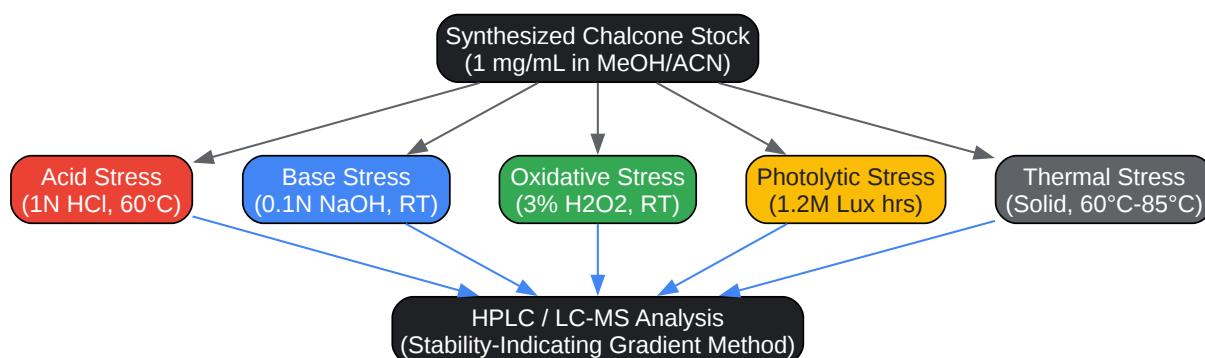 Synthesized Chalcone Stock
(1 mg/mL in MeOH/ACN)
Acid Stress
(1N HCl, 60°C)
Base Stress
(0.1N NaOH, RT)
Oxidative Stress
(3% H2O2, RT)
Photolytic Stress
(1.2M Lux hrs)
Thermal Stress
(Solid, 60°C-85°C)
HPLC / LC-MS Analysis
(Stability-Indicating Gradient Method)